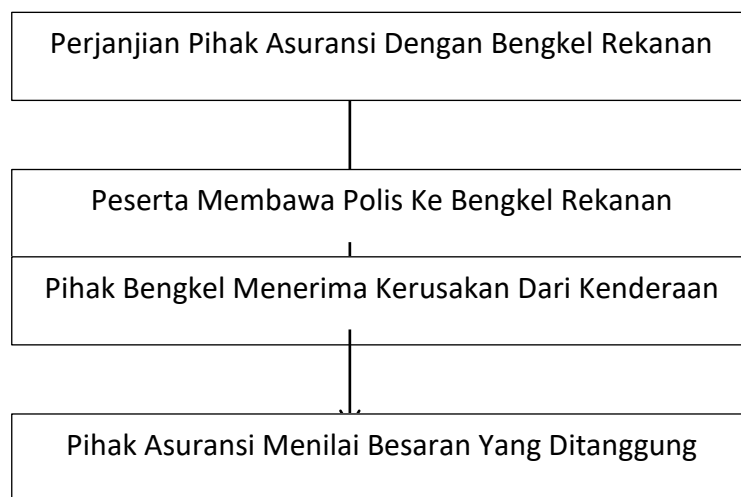 Perjanjian Pihak Asuransi Dengan Bengkel Rekanan
Peserta Membawa Polis Ke Bengkel Rekanan
Pihak Bengkel Menerima Kerusakan Dari Kenderaan
Pihak Asuransi Menilai Besaran Yang Ditanggung